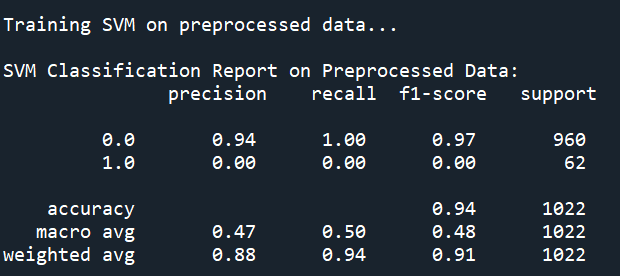 Training SVM on preprocessed data...
SVM Classification Report on Preprocessed Data:
precision recall f1-score support
0.0 0.94 1.00 0.97 960
1.0 0.00 0.00 0.00 62
accuracy 0.94 1022
macro avg 0.47 0.50 0.48 1022
weighted avg 0.88 0.94 0.91 1022